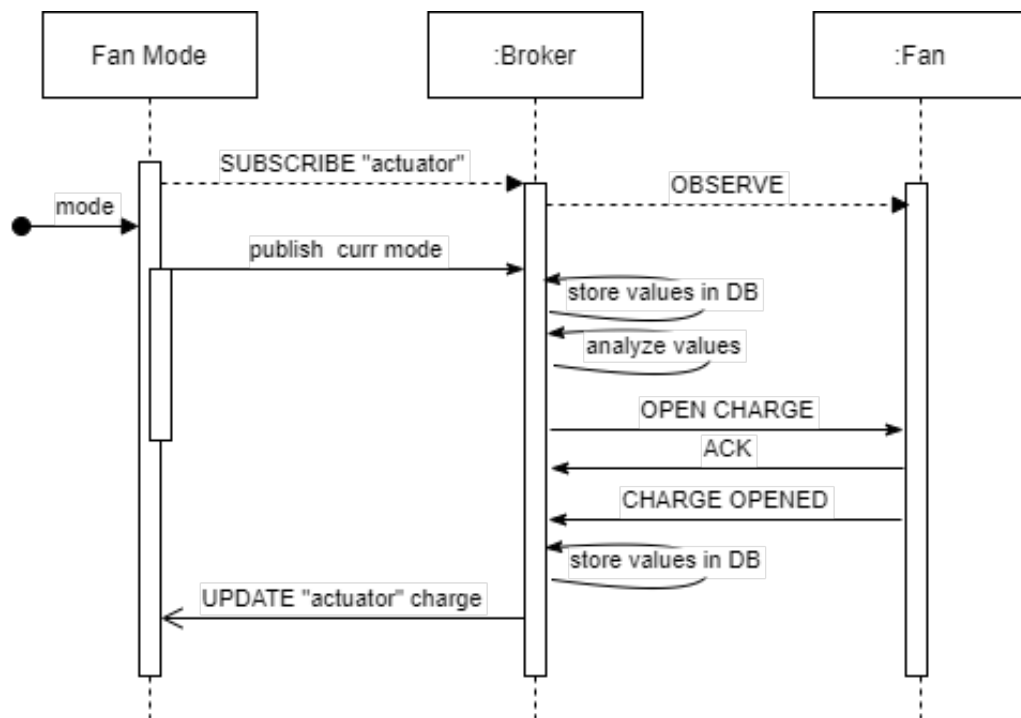 Fan Mode
:Broker
:Fan
SUBSCRIBE "actuator"
OBSERVE
mode
publish curr mode
store values in DB
analyze values
OPEN CHARGE
ACK
CHARGE OPENED
store values in DB
UPDATE "actuator" charge